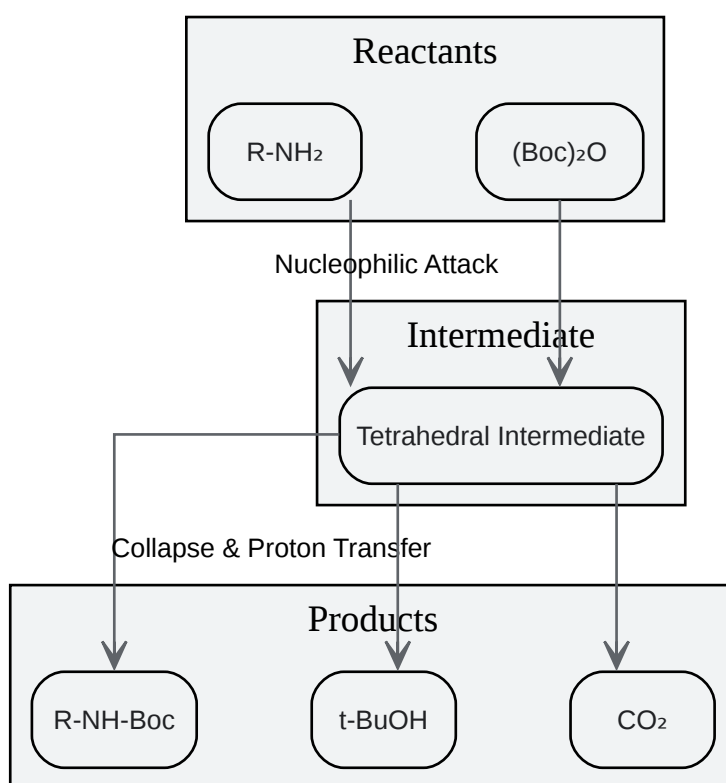 Reactants
R-NH₂
(Boc)₂O
Nucleophilic Attack
Intermediate
Tetrahedral Intermediate
Collapse & Proton Transfer
Products
R-NH-Boc
t-BuOH
CO₂